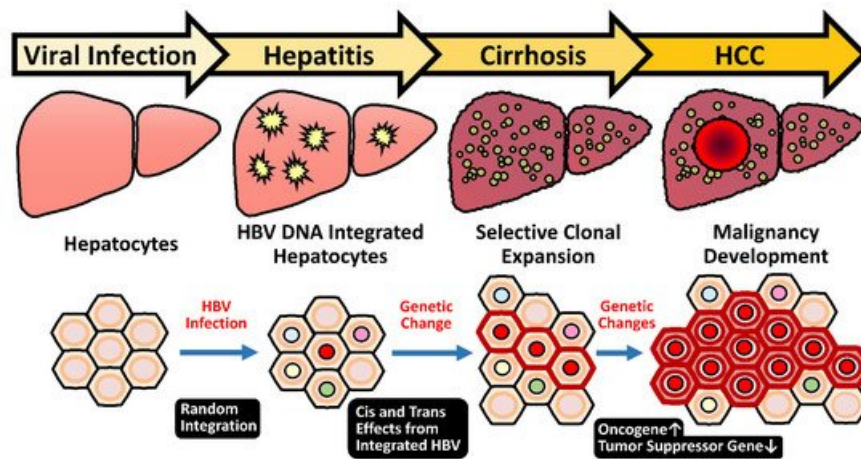 Viral Infection
Hepatitis
Cirrhosis
HCC
Hepatocytes
HBV DNA Integrated
Hepatocytes
Selective Clonal
Expansion
Malignancy
Development
HBV
Infection
Genetic
Change
Genetic
Changes
Random
Integration
Cis and Trans
Effects from
Integrated HBV
Oncogene↑
Tumor Suppressor Gene↓